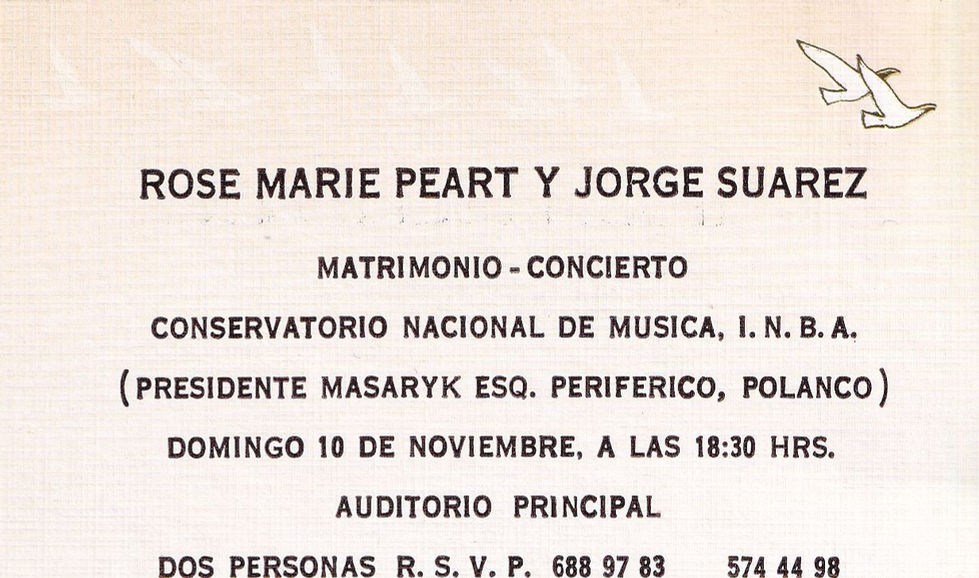 ROSE MARIE PEART Y JORGE SUAREZ
MATRIMONIO - CONCIERTO
CONSERVATORIO NACIONAL DE MUSICA, I. N. B. A.
(PRESIDENTE MASARYK ESQ. PERIFERICO, POLANCO)
DOMINGO 10 DE NOVIEMBRE, A LAS 18:30 HRS.
AUDITORIO PRINCIPAL
DOS PERSONAS R. S. V. P. 688 97 83 574 44 98